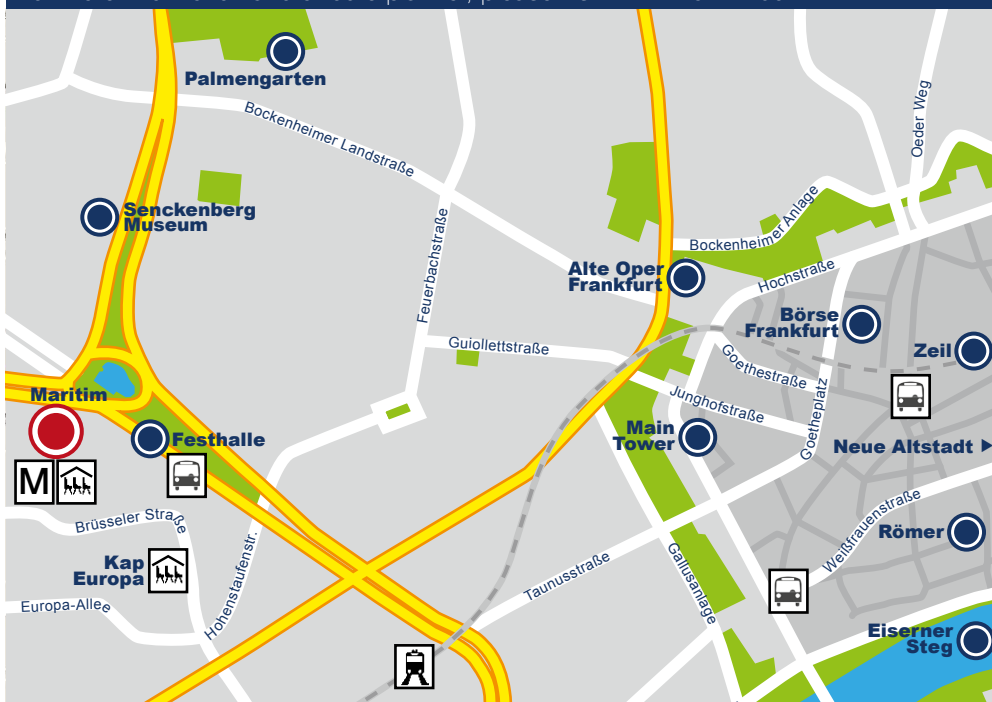 Palmengarten
Bockenheimer Landstraße
Oeder Weg
Senckenberg
Museum
Feuerbachstraße
Bockenheimer Anlage
Alte Oper
Frankfurt
Hochstraße
Börse
Frankfurt
Guiollettstraße
Zeil
Goethestraße
Maritim
Junghofstraße
Goetheplatz
Festhalle
Main
Tower
Neue Altstadt
M
Brüsseler Straße
Weißfrauenstraße
Römer
Kap
Europa
Hohenstaufenstr.
Taunusstraße
Gallusanlage
Europa-Allee
Eiserner
Steg